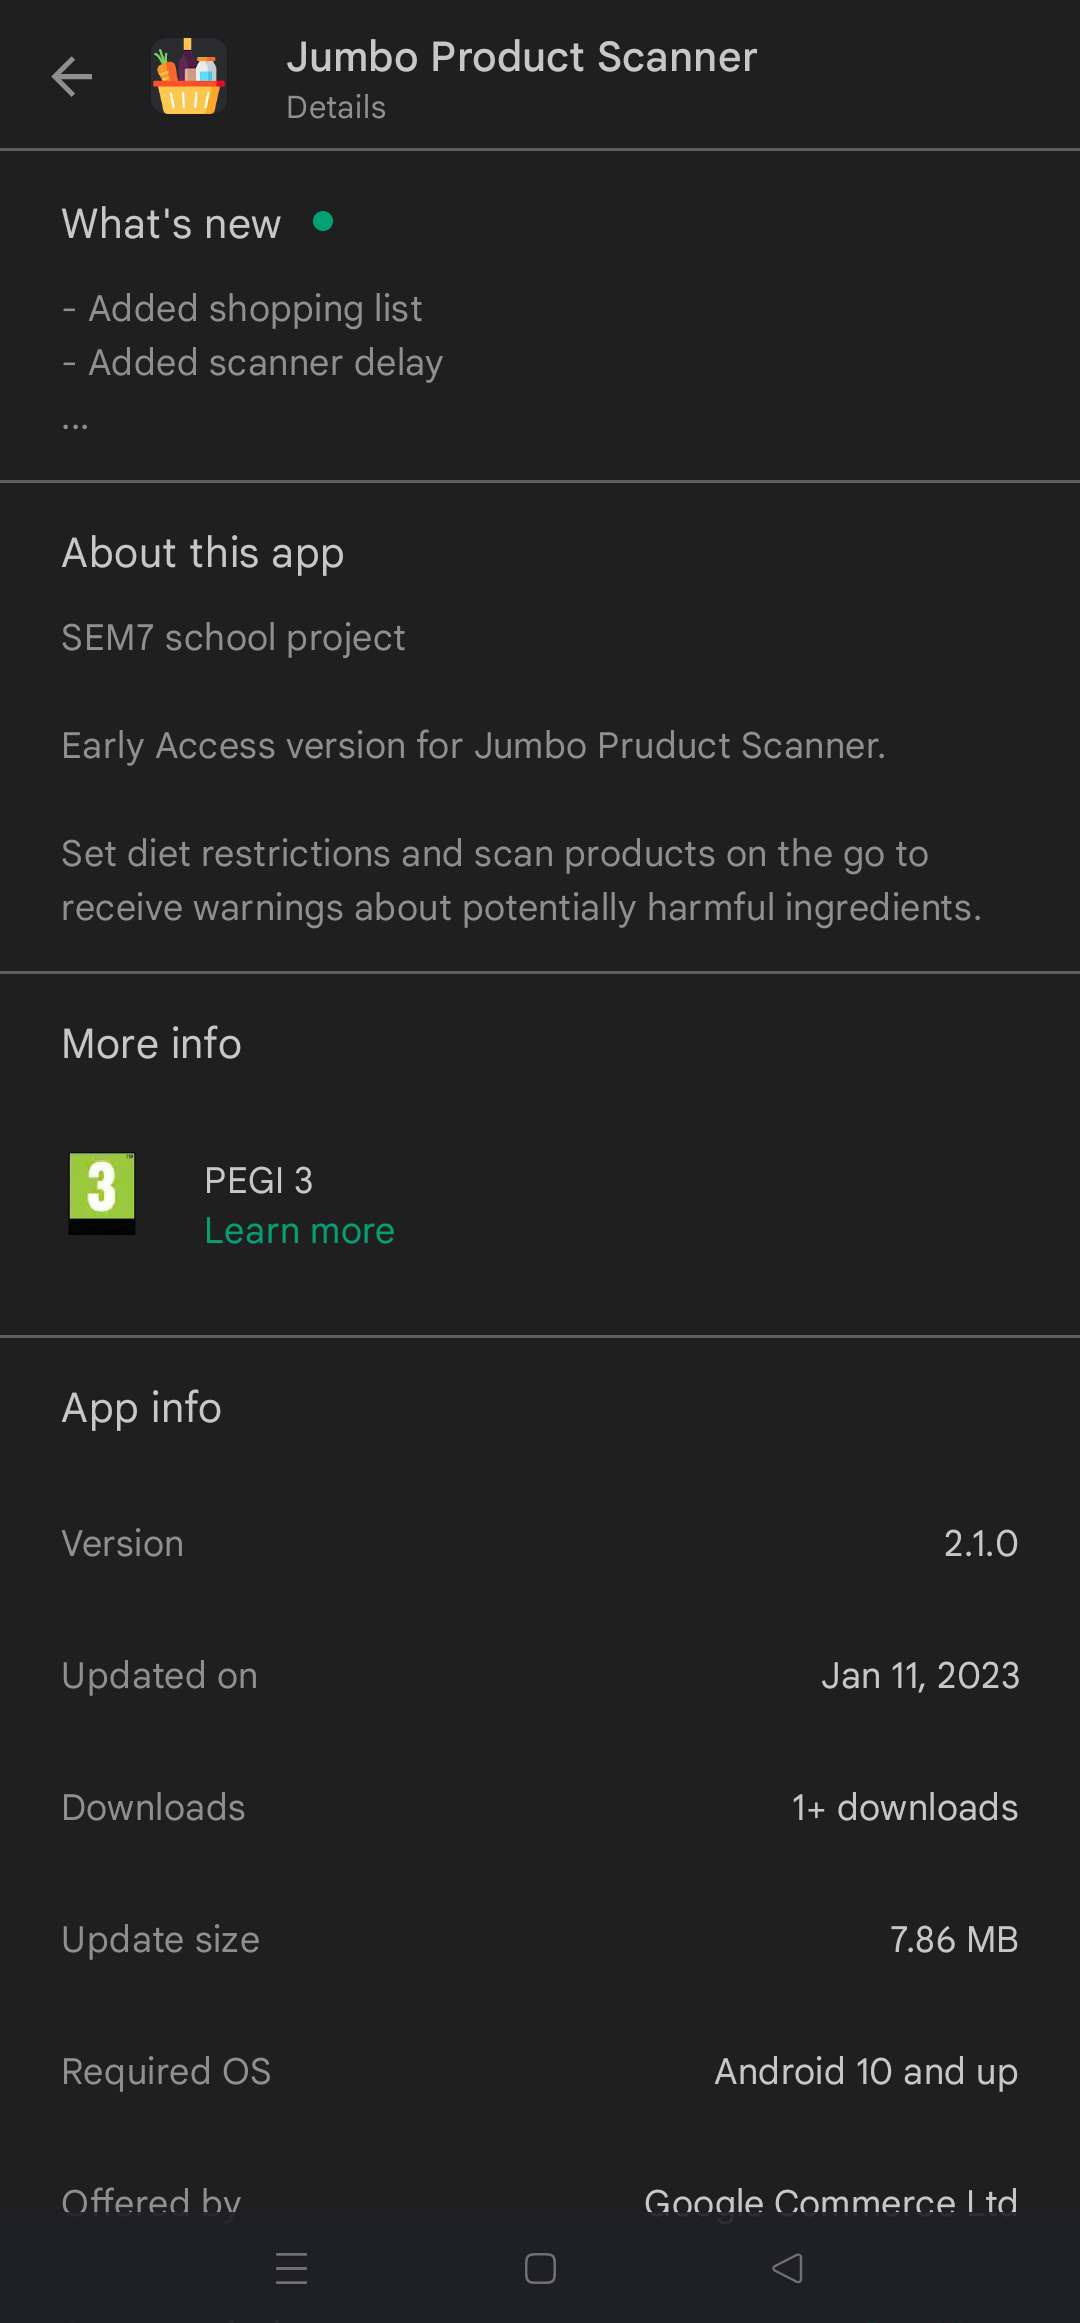 Jumbo Product Scanner
Details
What's new
- Added shopping list
- Added scanner delay
...
About this app
SEM7 school project
Early Access version for Jumbo Pruduct Scanner.
Set diet restrictions and scan products on the go to
receive warnings about potentially harmful ingredients.
More info
3
PEGI 3
Learn more
App info
Version 2.1.0
Updated on Jan 11, 2023
Downloads 1+ downloads
Update size 7.86 MB
Required OS Android 10 and up
Offered by Google Commerce Ltd